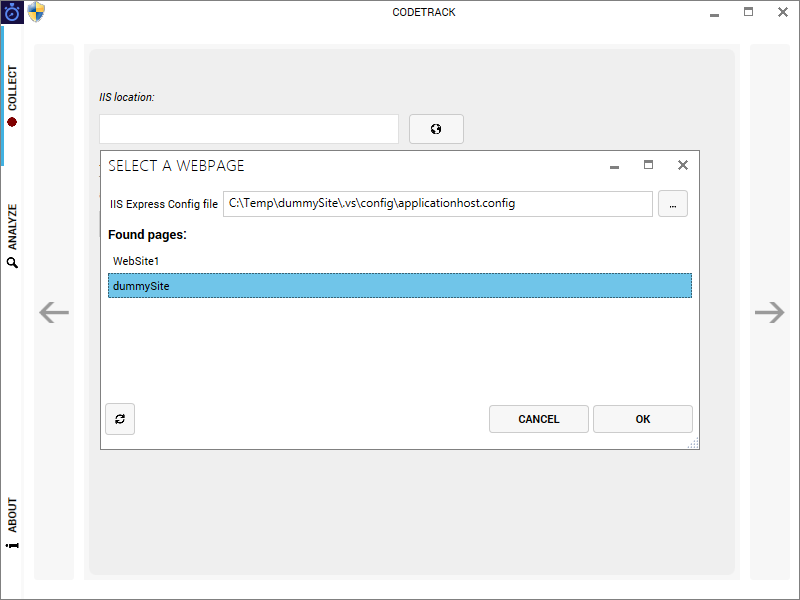 CODETRACK
COLLECT
ANALYZE
ABOUT
IIS location:
SELECT A WEBPAGE
IIS Express Config file
C:\Temp\dummySite\.vs\config\applicationhost.config
...
Found pages:
WebSite1
dummySite
CANCEL
OK